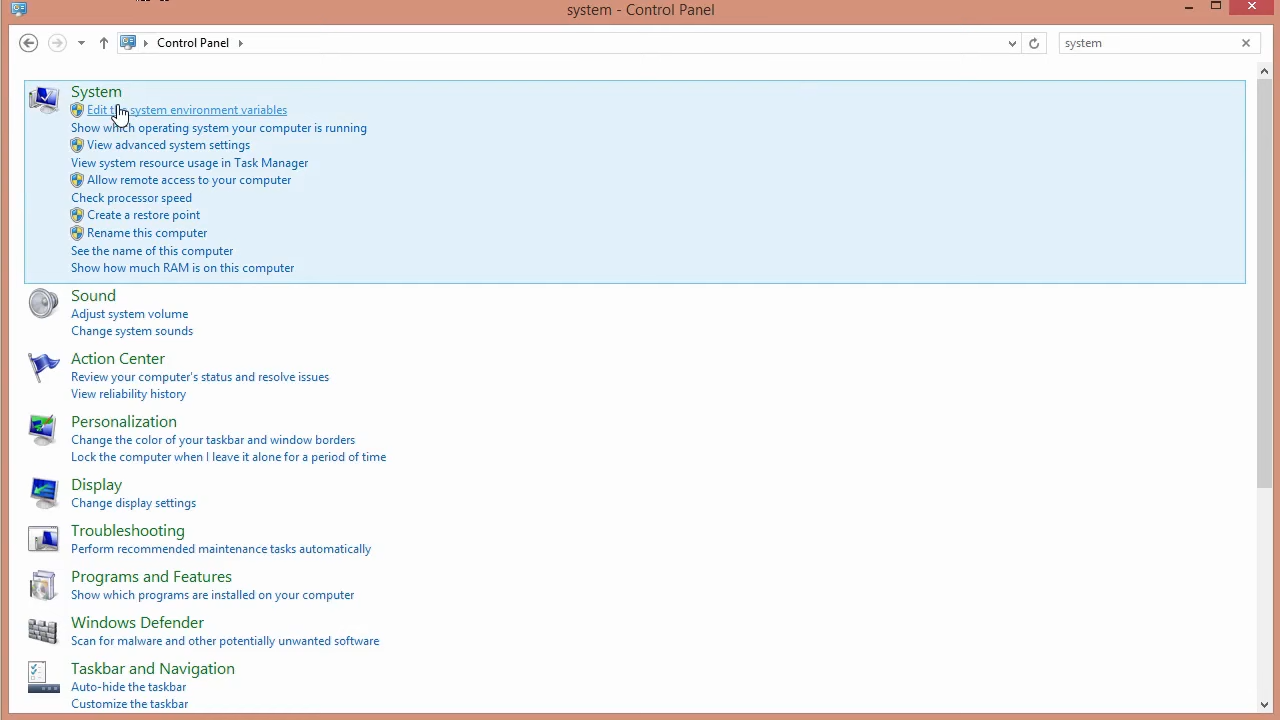 system - Control Panel
Control Panel
system
System
Edit the system environment variables
Show which operating system your computer is running
View advanced system settings
View system resource usage in Task Manager
Allow remote access to your computer
Check processor speed
Create a restore point
Rename this computer
See the name of this computer
Show how much RAM is on this computer
Sound
Adjust system volume
Change system sounds
Action Center
Review your computer's status and resolve issues
View reliability history
Personalization
Change the color of your taskbar and window borders
Lock the computer when I leave it alone for a period of time
Display
Change display settings
Troubleshooting
Perform recommended maintenance tasks automatically
Programs and Features
Show which programs are installed on your computer
Windows Defender
Scan for malware and other potentially unwanted software
Taskbar and Navigation
Auto-hide the taskbar
Customize the taskbar